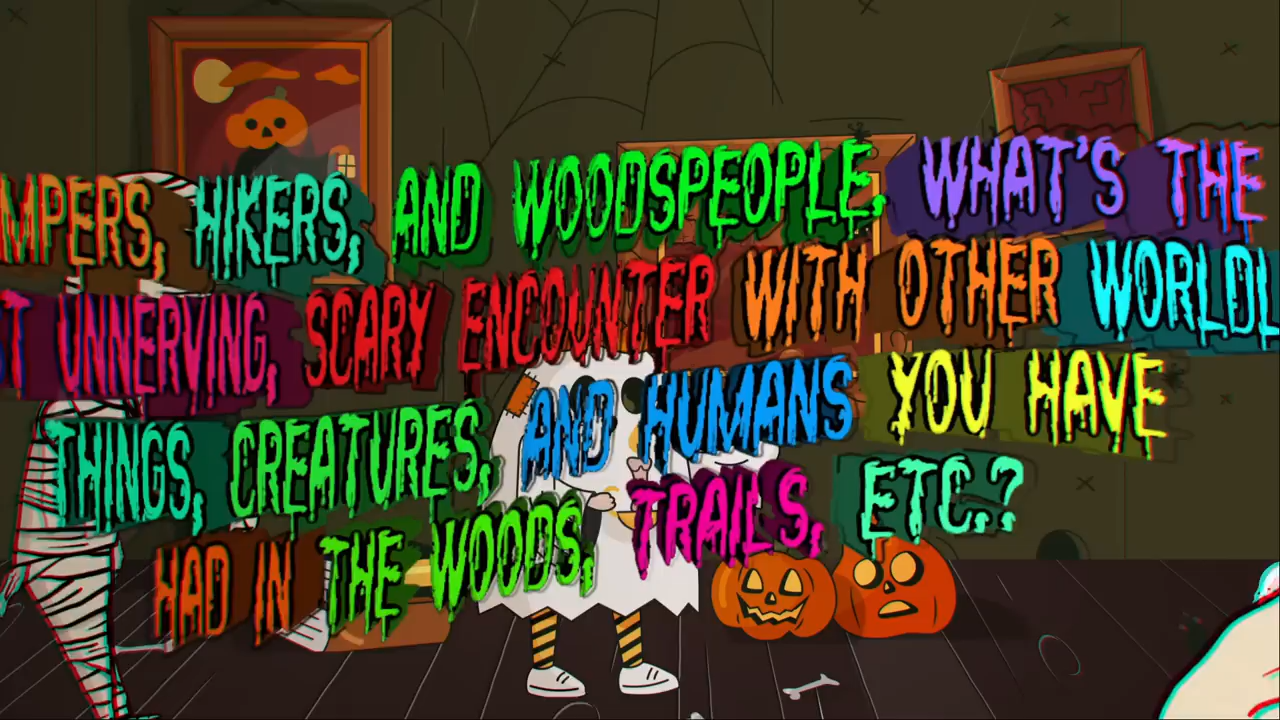 MPERS, HIKERS, AND WOODSPEOPLE, WHAT'S THE
ST UNNERVING, SCARY ENCOUNTER WITH OTHER WORLDL
THINGS, CREATURES, AND HUMANS YOU HAVE
HAD IN THE WOODS, TRAILS, ETC.?